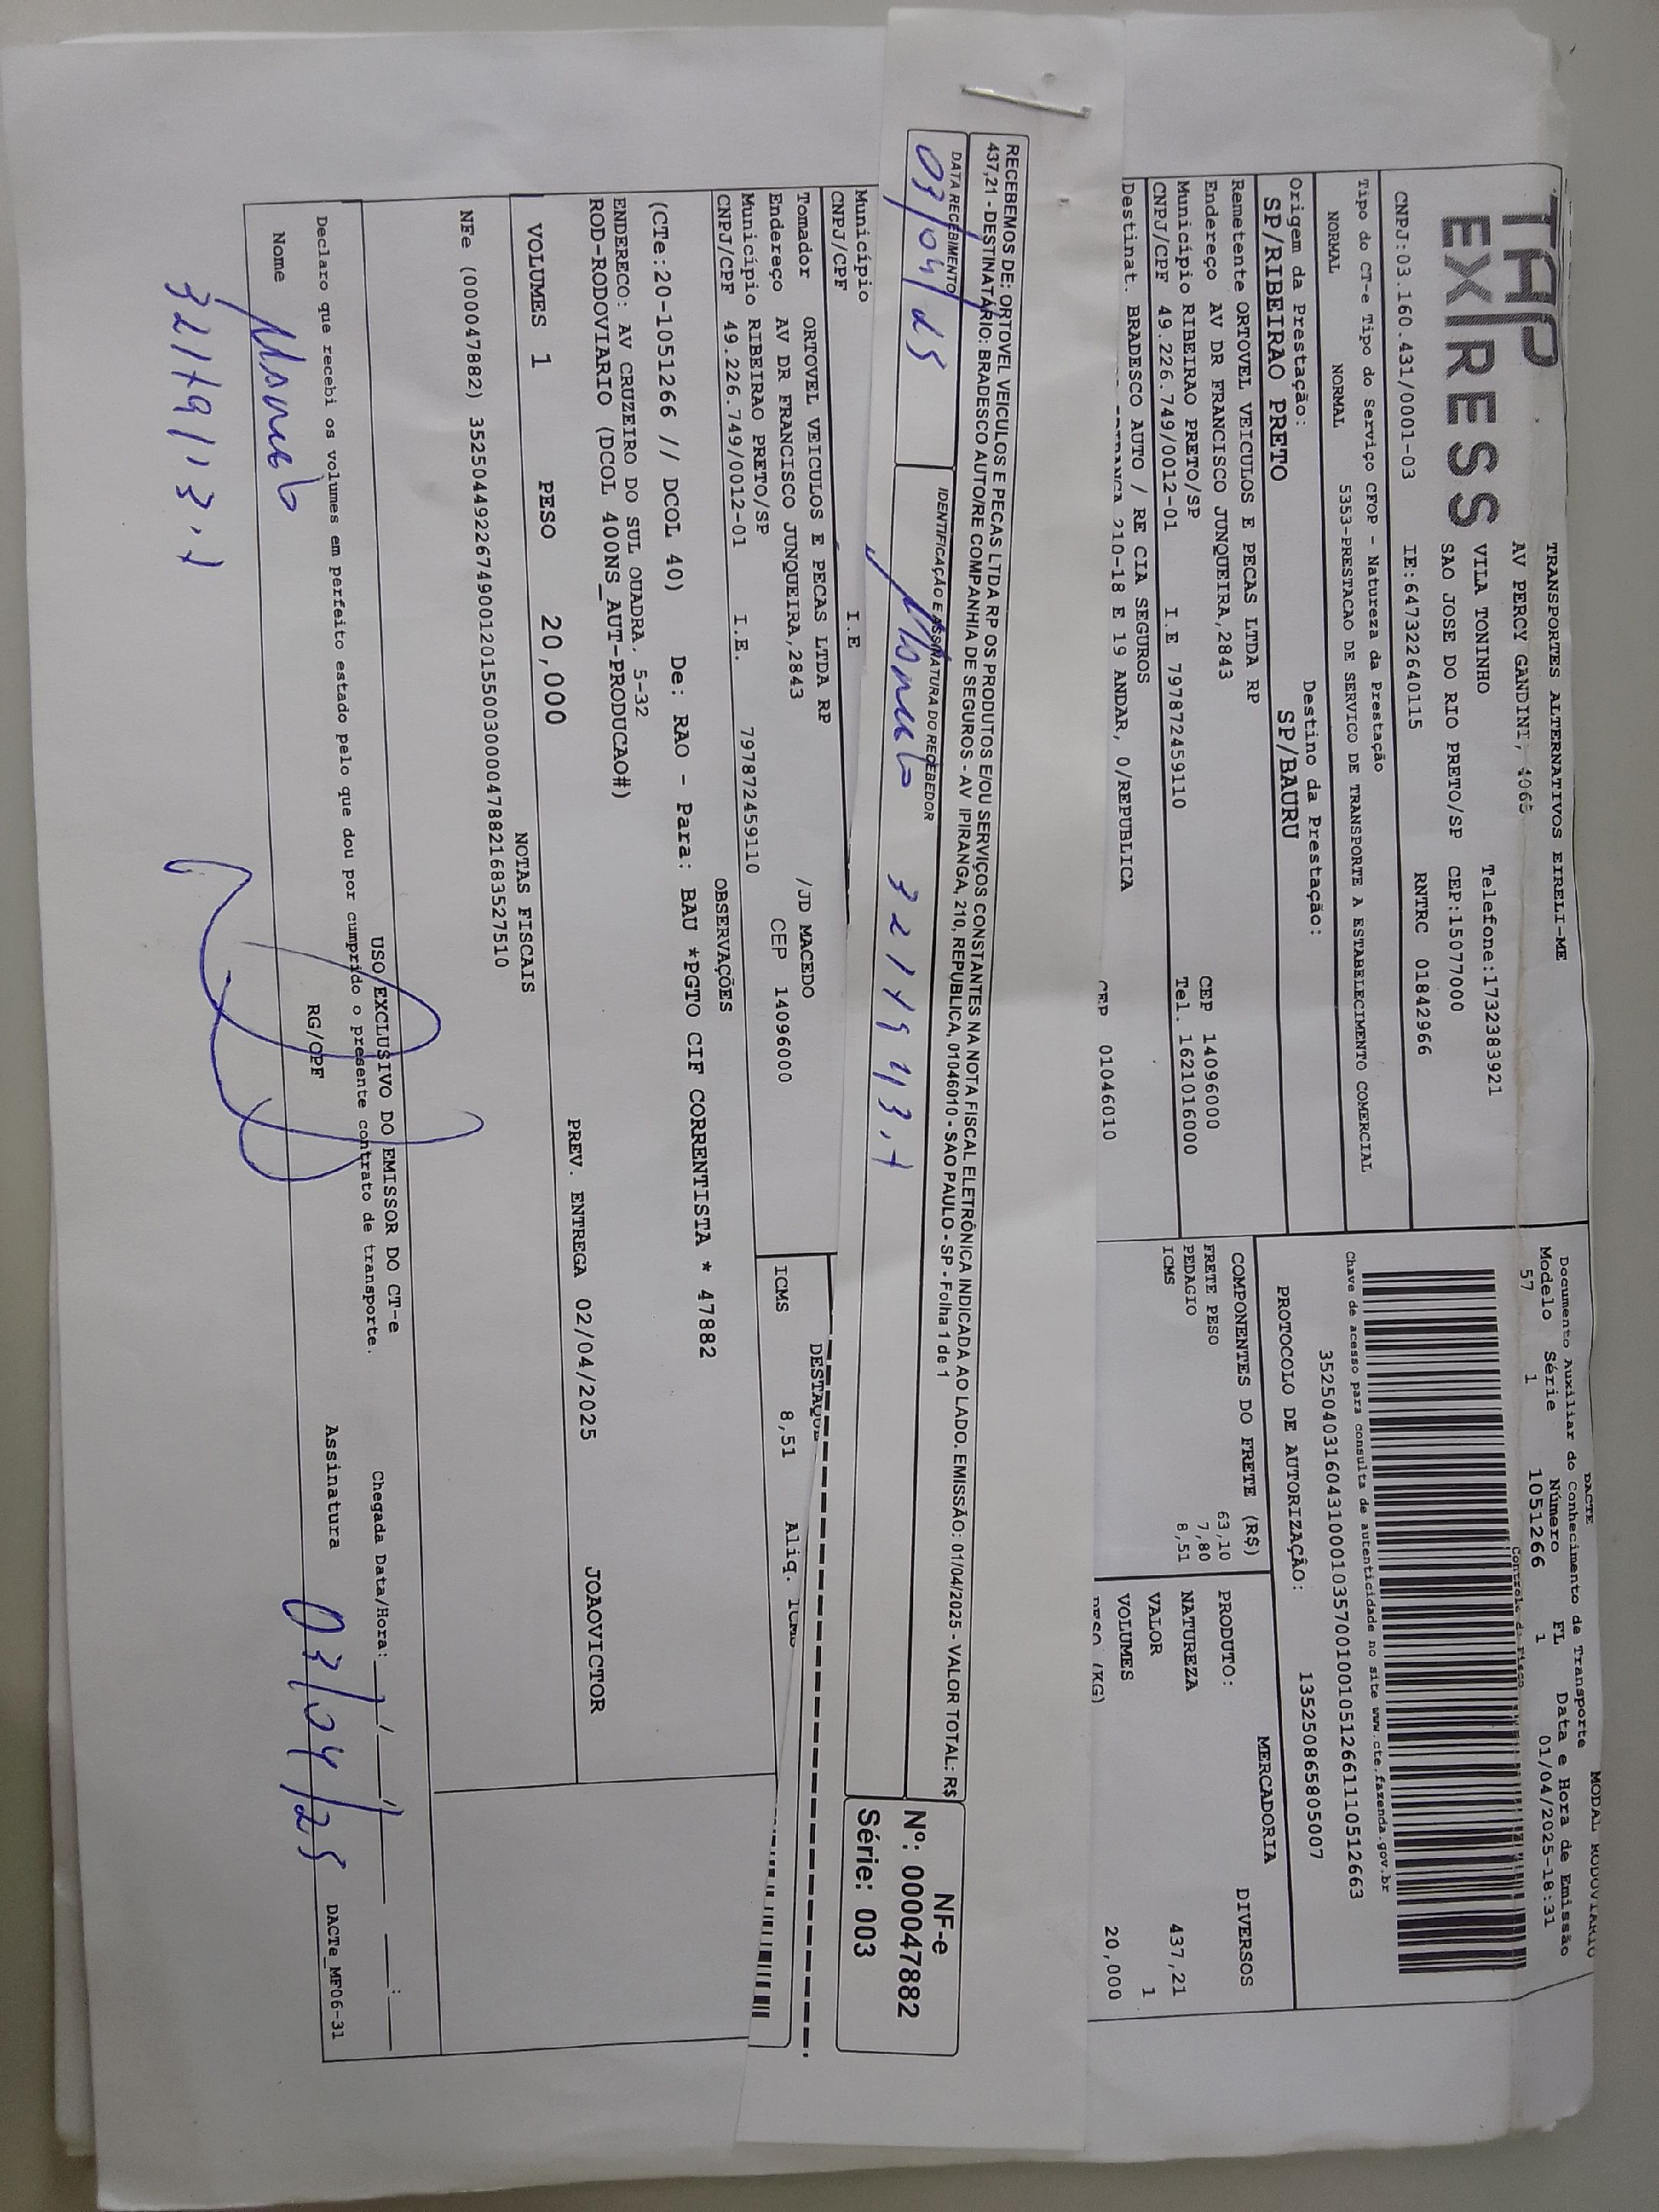 TAP
EXPRESS
TRANSPORTES ALTERNATIVOS EIRELI-ME
AV PERCY GANDINI, 4065
VILA TONINHO
Telefone:1732383921
SAO JOSE DO RIO PRETO/SP CEP:15077000
CNPJ:03.160.431/0001-03 IE:647322640115 RNTRC 01842966
DACTE
MODAL RODOVIARIO
Documento Auxiliar do Conhecimento de Transporte
Modelo Série Número FL Data e Hora de Emissão
57 1 1051266 1 01/04/2025-18:31
Controle do Fisco
Chave de acesso para consulta de autenticidade no site www.cte.fazenda.gov.br
35250403160431000103570010010512661110512663
PROTOCOLO DE AUTORIZAÇÃO: 135250865805007
Tipo do CT-e Tipo do Serviço CFOP - Natureza da Prestação
NORMAL NORMAL 5353-PRESTACAO DE SERVICO DE TRANSPORTE A ESTABELECIMENTO COMERCIAL
Origem da Prestação: Destino da Prestação:
SP/RIBEIRAO PRETO SP/BAURU
Remetente ORTOVEL VEICULOS E PECAS LTDA RP
Endereço AV DR FRANCISCO JUNQUEIRA,2843 CEP 14096000
Município RIBEIRAO PRETO/SP Tel. 1621016000
CNPJ/CPF 49.226.749/0012-01 I.E 797872459110
Destinat. BRADESCO AUTO / RE CIA SEGUROS
210-18 E 19 ANDAR, 0/REPUBLICA CEP 01046010
COMPONENTES DO FRETE (R$)
FRETE PESO 63,10
PEDAGIO 7,80
ICMS 8,51
MERCADORIA
PRODUTO: DIVERSOS
NATUREZA
VALOR 437,21
VOLUMES 1
PESO (KG) 20,000
RECEBEMOS DE: ORTOVEL VEICULOS E PECAS LTDA RP OS PRODUTOS E/OU SERVIÇOS CONSTANTES NA NOTA FISCAL ELETRÔNICA INDICADA AO LADO. EMISSÃO: 01/04/2025 - VALOR TOTAL: R$
437,21 - DESTINATÁRIO: BRADESCO AUTO/RE COMPANHIA DE SEGUROS - AV IPIRANGA, 210, REPUBLICA, 01046010 - SAO PAULO - SP - Folha 1 de 1
DATA RECEBIMENTO IDENTIFICAÇÃO E ASSINATURA DO RECEBEDOR
03/04/25
NF-e
Nº: 000047882
Série: 003
Município
CNPJ/CPF I.E
Tomador ORTOVEL VEICULOS E PECAS LTDA RP
Endereço AV DR FRANCISCO JUNQUEIRA,2843 /JD MACEDO
Município RIBEIRAO PRETO/SP CEP 14096000
CNPJ/CPF 49.226.749/0012-01 I.E. 797872459110
DESTAQUE
ICMS 8,51 Aliq. ICMS
OBSERVAÇÕES
(CTe:20-1051266 // DCOL 40) De: RAO - Para: BAU *PGTO CIF CORRENTISTA * 47882
ENDERECO: AV CRUZEIRO DO SUL QUADRA. 5-32
ROD-RODOVIARIO (DCOL 400NS_AUT-PRODUCAO#)
PREV. ENTREGA 02/04/2025 JOAOVICTOR
VOLUMES 1 PESO 20,000
NOTAS FISCAIS
NFe (000047882) 35250449226749001201550030000478821683527510
USO EXCLUSIVO DO EMISSOR DO CT-e
Declaro que recebi os volumes em perfeito estado pelo que dou por cumprido o presente contrato de transporte.
Chegada Data/Hora:
Nome RG/CPF Assinatura
03/04/25
DACTe_MF06-31